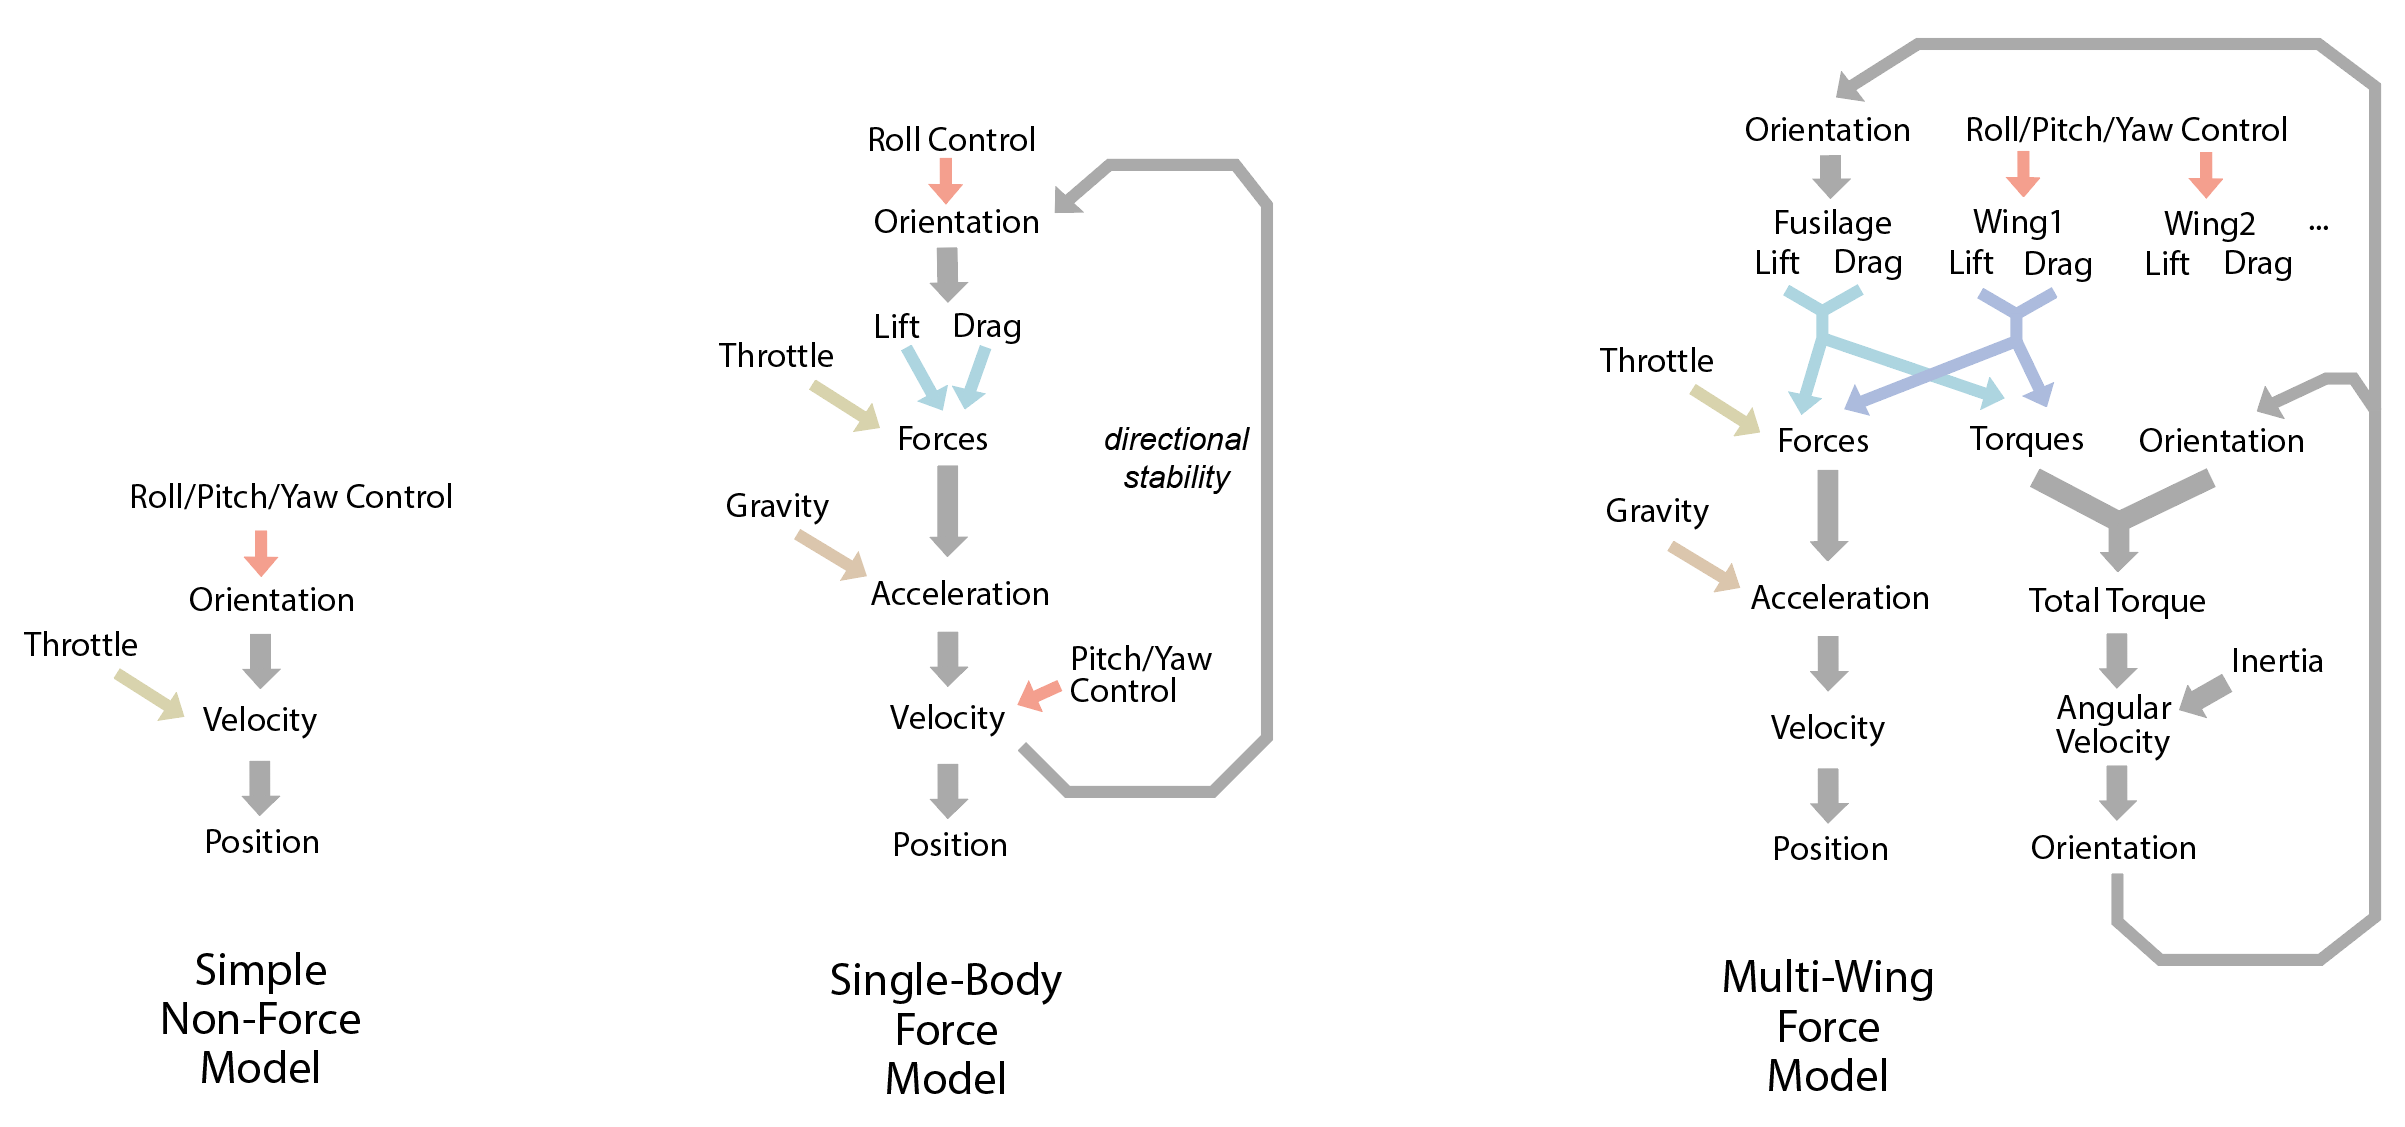 Roll/Pitch/Yaw Control
Orientation
Throttle
Velocity
Position
Simple
Non-Force
Model
Roll Control
Orientation
Lift Drag
Throttle
Forces
directional
stability
Gravity
Acceleration
Pitch/Yaw
Control
Velocity
Position
Single-Body
Force
Model
Orientation Roll/Pitch/Yaw Control
Fusilage Wing1 Wing2 ...
Lift Drag Lift Drag Lift Drag
Throttle
Forces Torques Orientation
Gravity
Acceleration Total Torque
Inertia
Velocity Angular
Velocity
Position Orientation
Multi-Wing
Force
Model